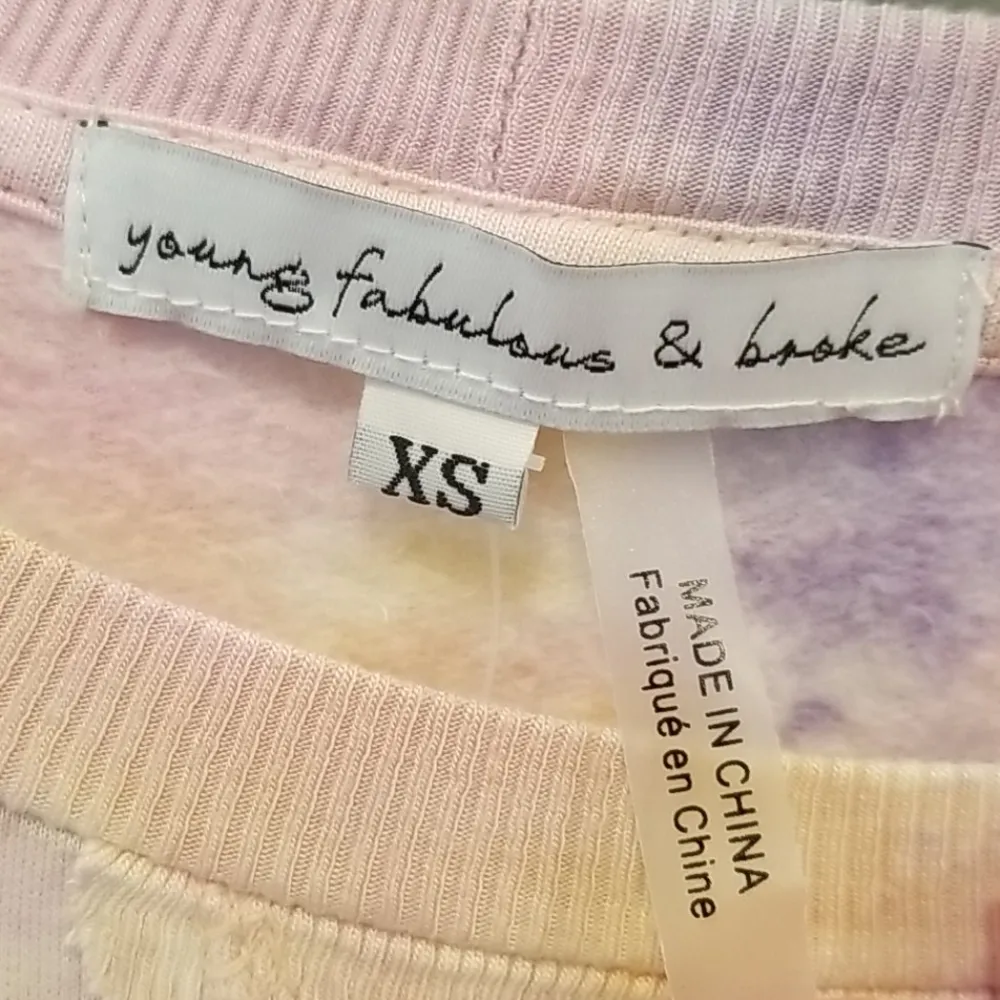 young fabulous & broke
XS
MADE IN CHINA
Fabriqué en Chine